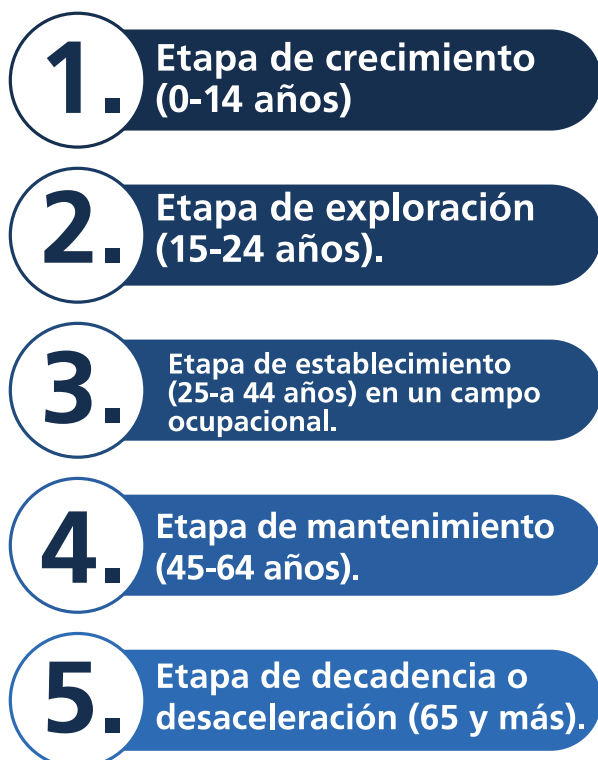 1.
Etapa de crecimiento
(0-14 años)
2.
Etapa de exploración
(15-24 años).
3.
Etapa de establecimiento
(25-a 44 años) en un campo
ocupacional.
4.
Etapa de mantenimiento
(45-64 años).
5.
Etapa de decadencia o
desaceleración (65 y más).